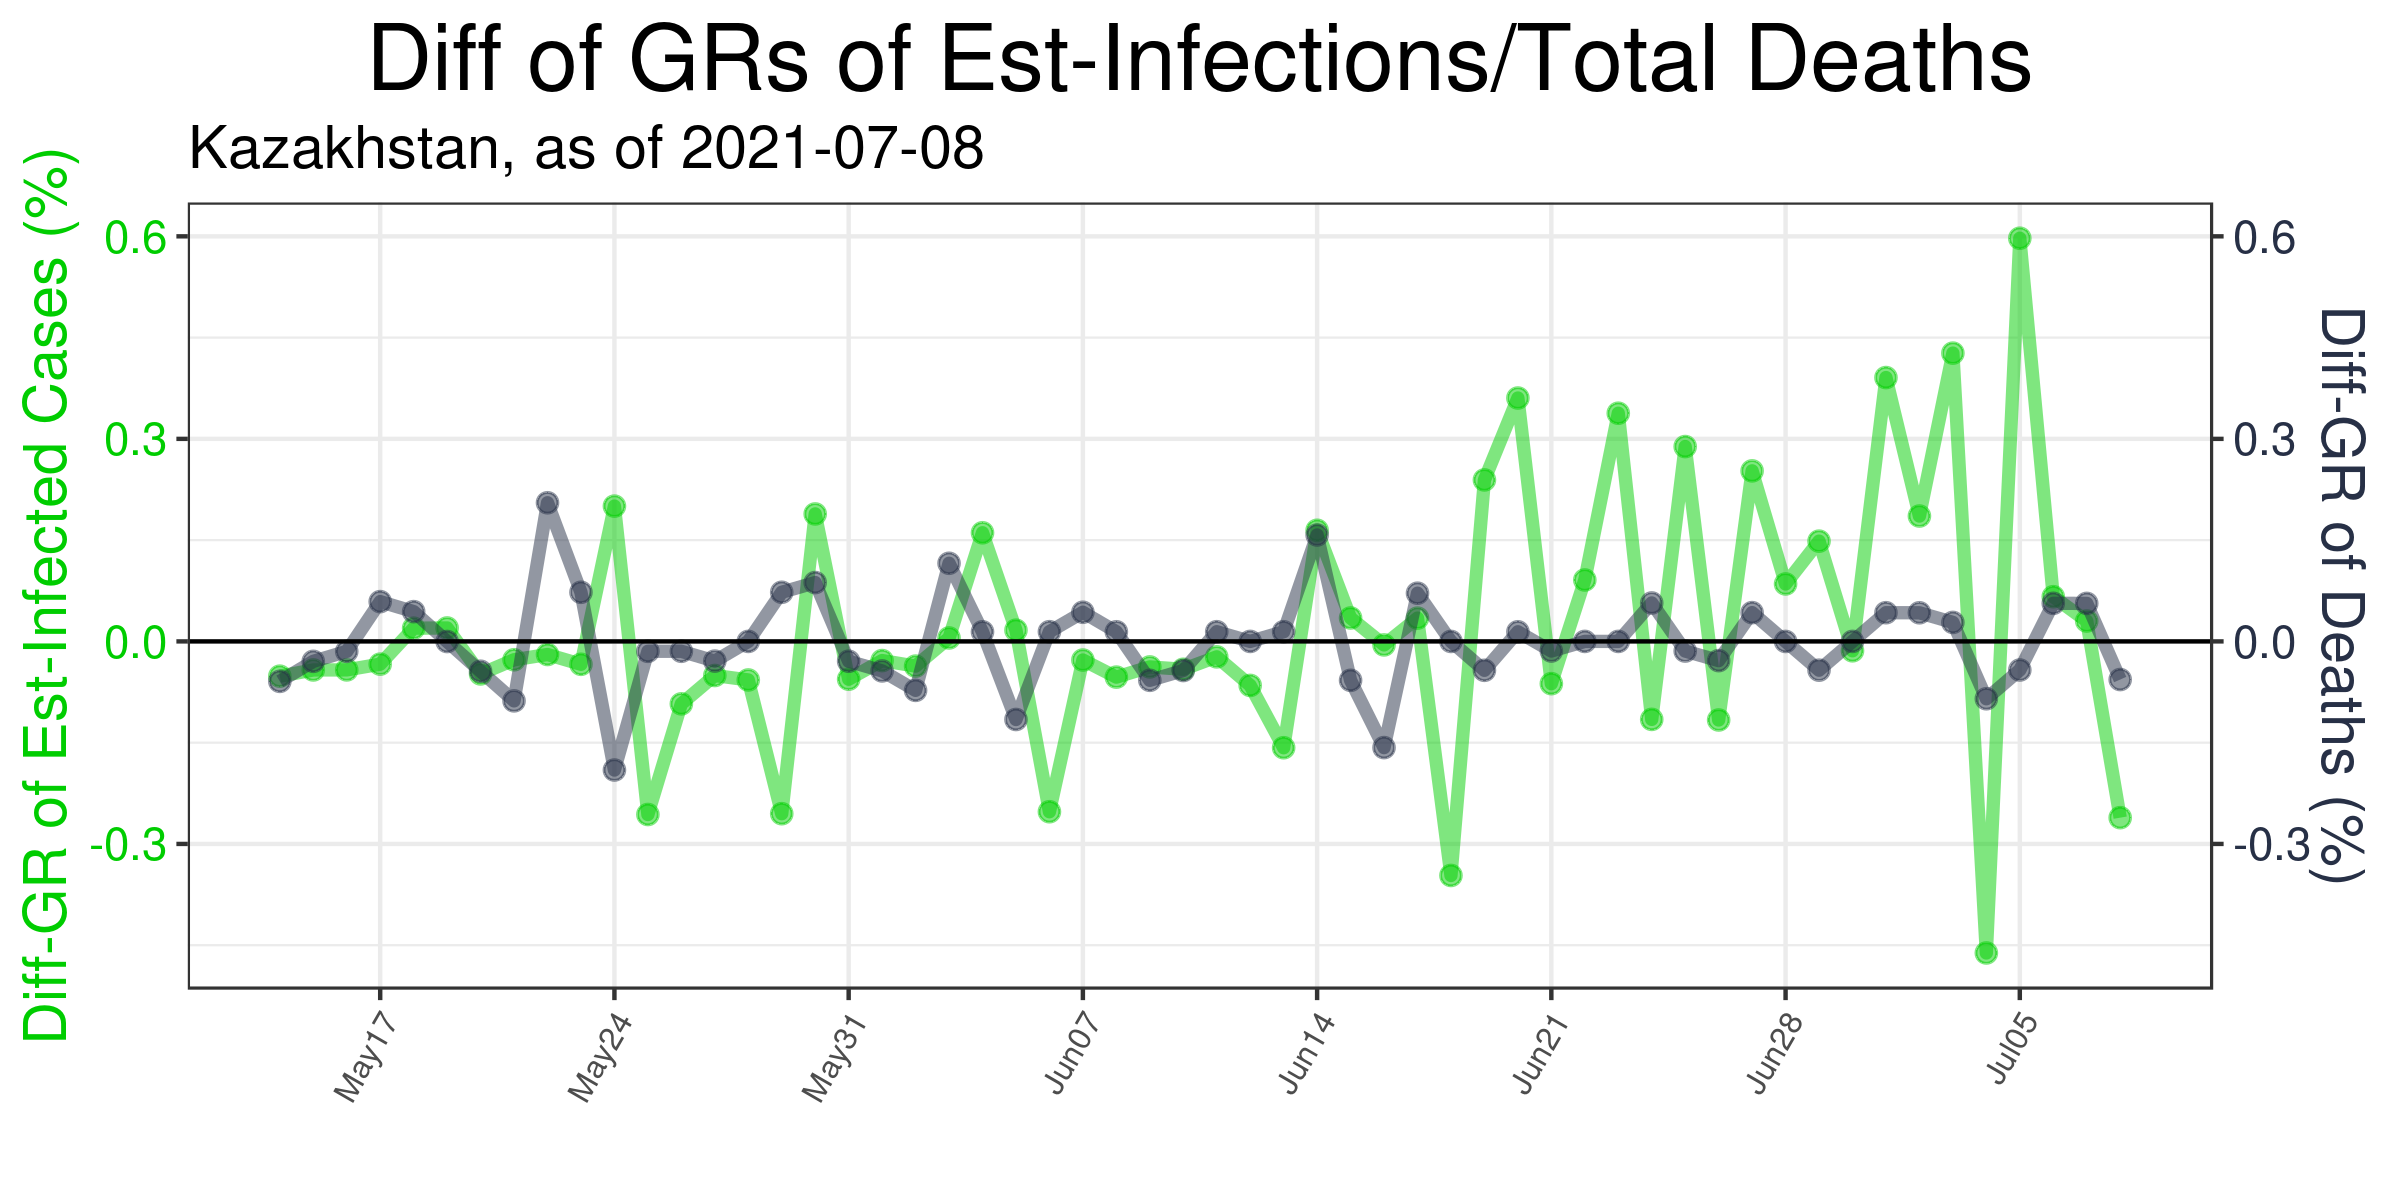 Diff of GRs of Est-Infections/Total Deaths
Kazakhstan, as of 2021-07-08
Diff-GR of Est-Infected Cases (%)
0.6
0.3
0.0
-0.3
0.6
0.3
0.0
-0.3
Diff-GR of Deaths (%)
May17
May24
May31
Jun07
Jun14
Jun21
Jun28
Jul05